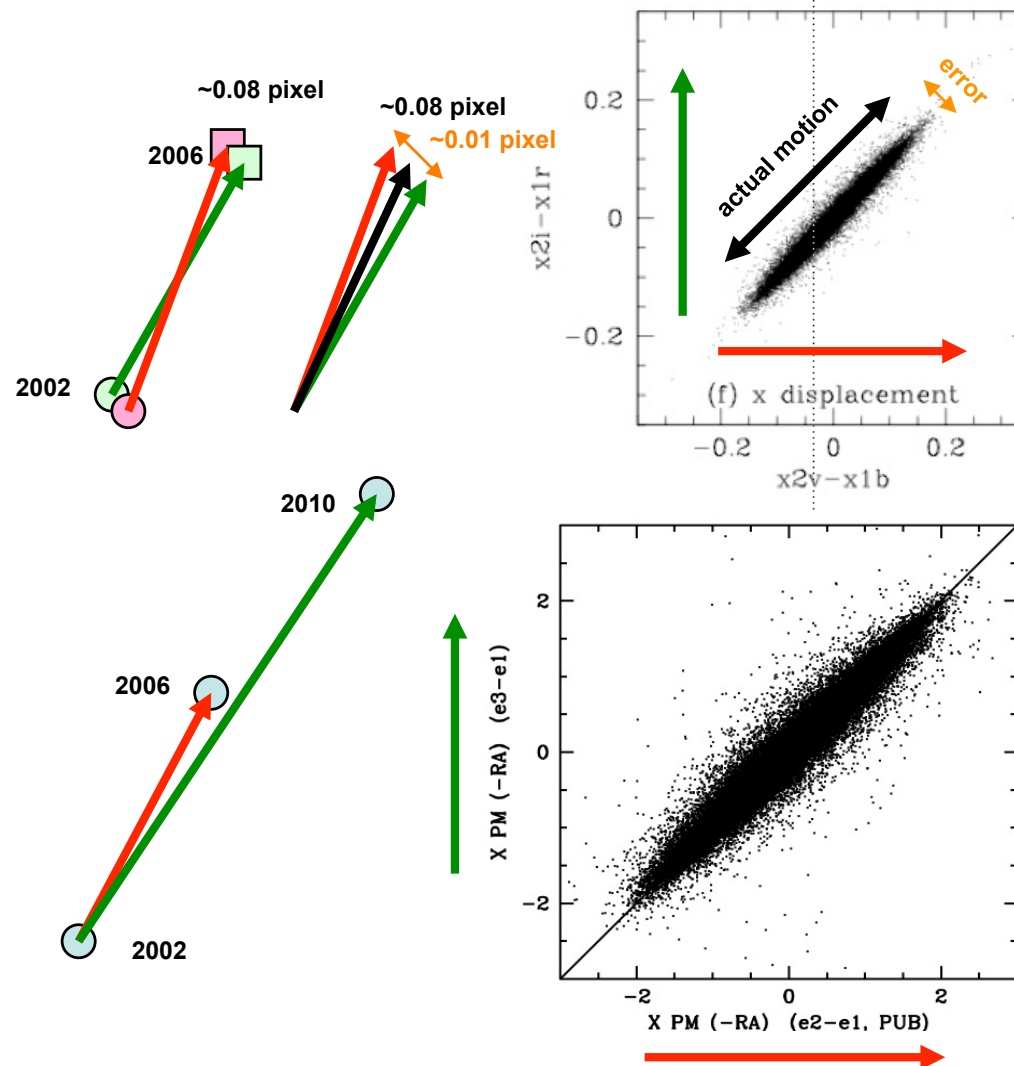 ~0.08 pixel
2006
2002
~0.08 pixel
~0.01 pixel
error
actual motion
0.2
0
-0.2
x2i-x1r
(f) x displacement
-0.2
0
0.2
x2v-x1b
2010
2006
2002
2
0
-2
X PM (-RA) (e3-e1)
-2
0
2
X PM (-RA) (e2-e1, PUB)